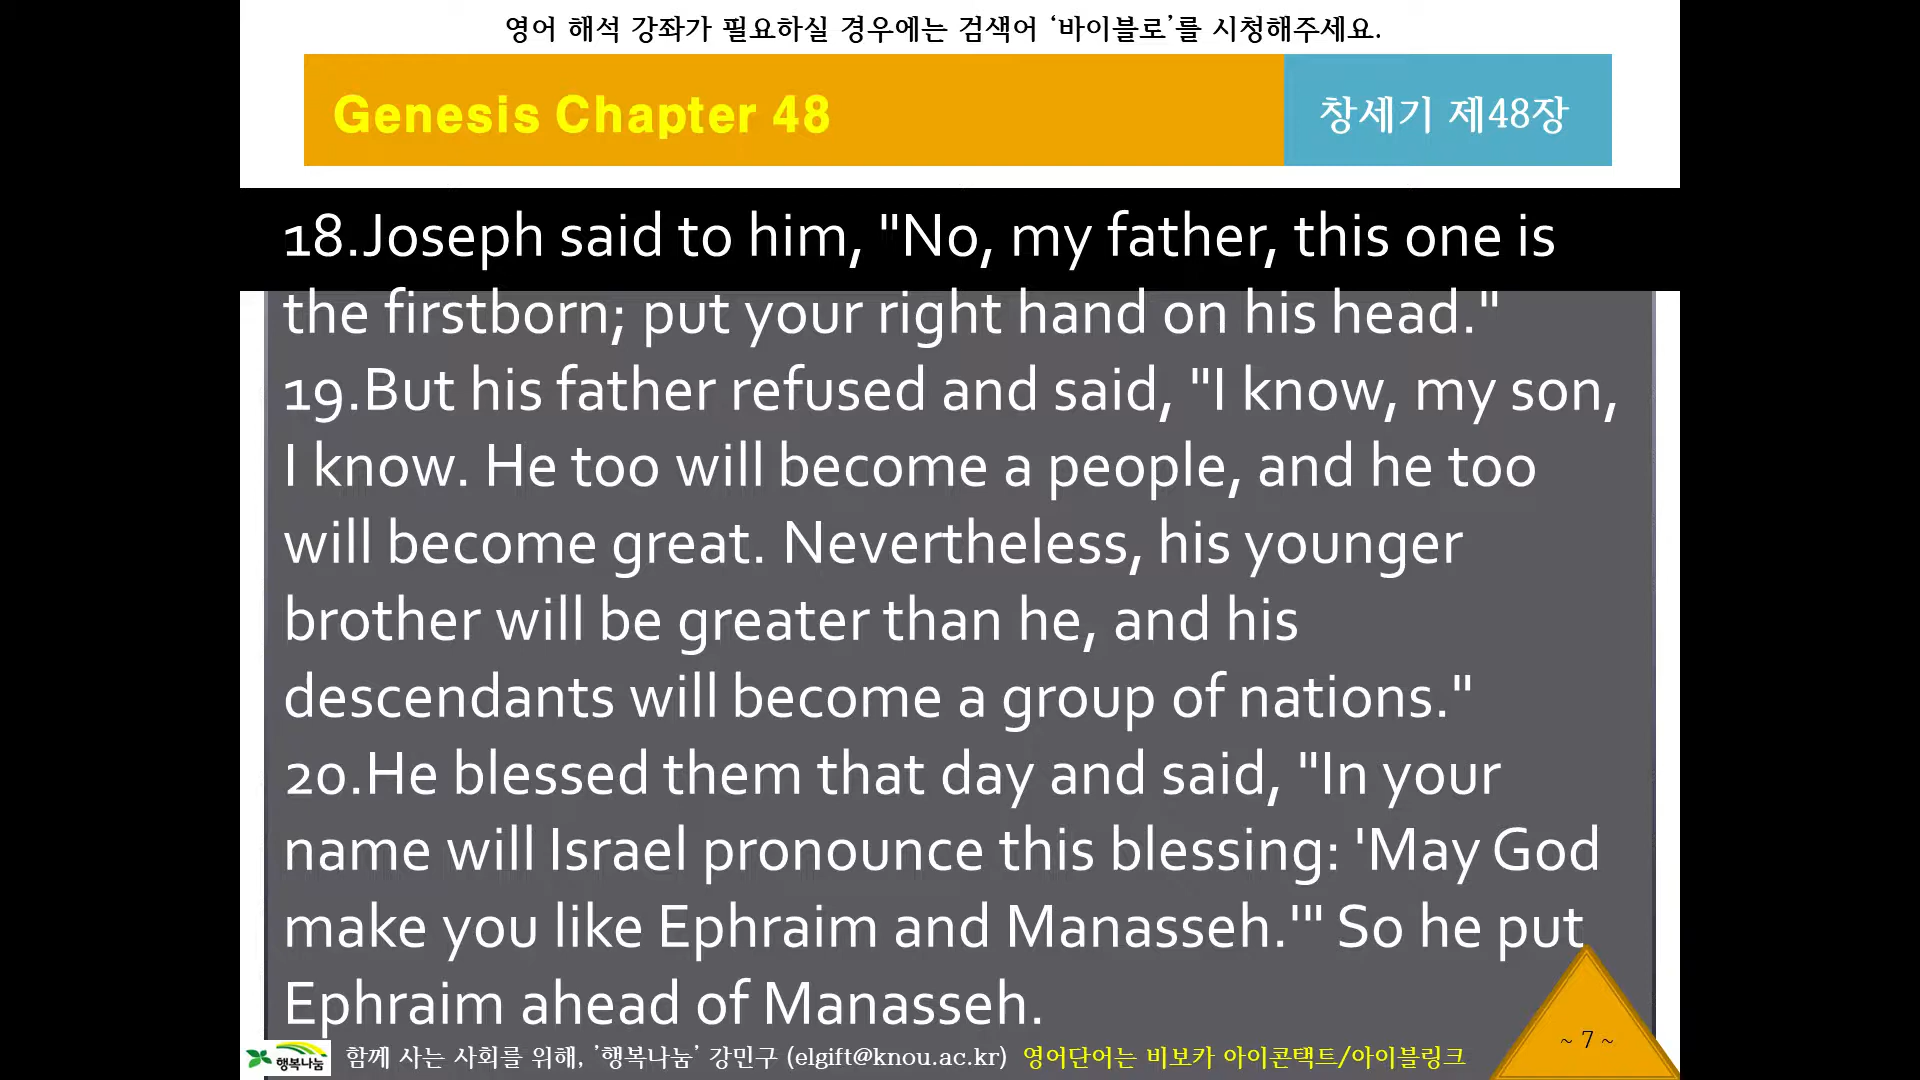 영어 해석 강좌가 필요하실 경우에는 검색어 ‘바이블로’를 시청해주세요.
Genesis Chapter 48
창세기 제48장
18.Joseph said to him, "No, my father, this one is
the firstborn; put your right hand on his head."
19.But his father refused and said, "I know, my son,
I know. He too will become a people, and he too
will become great. Nevertheless, his younger
brother will be greater than he, and his
descendants will become a group of nations."
20.He blessed them that day and said, "In your
name will Israel pronounce this blessing: 'May God
make you like Ephraim and Manasseh.'" So he put
Ephraim ahead of Manasseh.
~ 7 ~
행복나눔
함께 사는 사회를 위해, ’행복나눔’ 강민구 (elgift@knou.ac.kr) 영어단어는 비보카 아이콘택트/아이블링크